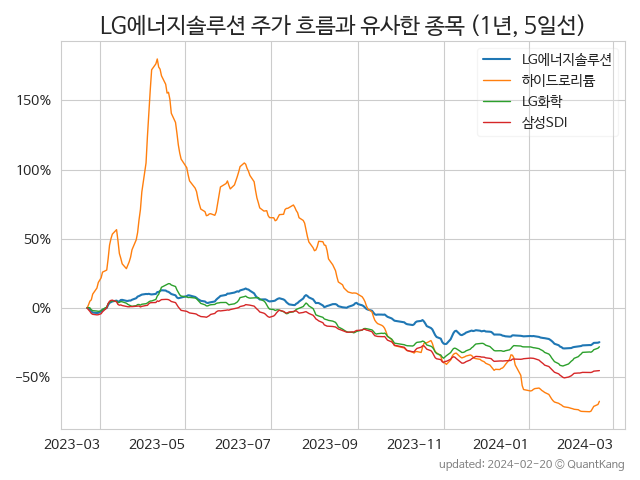 LG에너지솔루션 주가 흐름과 유사한 종목 (1년, 5일선)
LG에너지솔루션
하이드로리튬
LG화학
삼성SDI
150%
100%
50%
0%
−50%
2023-03 2023-05 2023-07 2023-09 2023-11 2024-01 2024-03
updated: 2024-02-20 © QuantKang